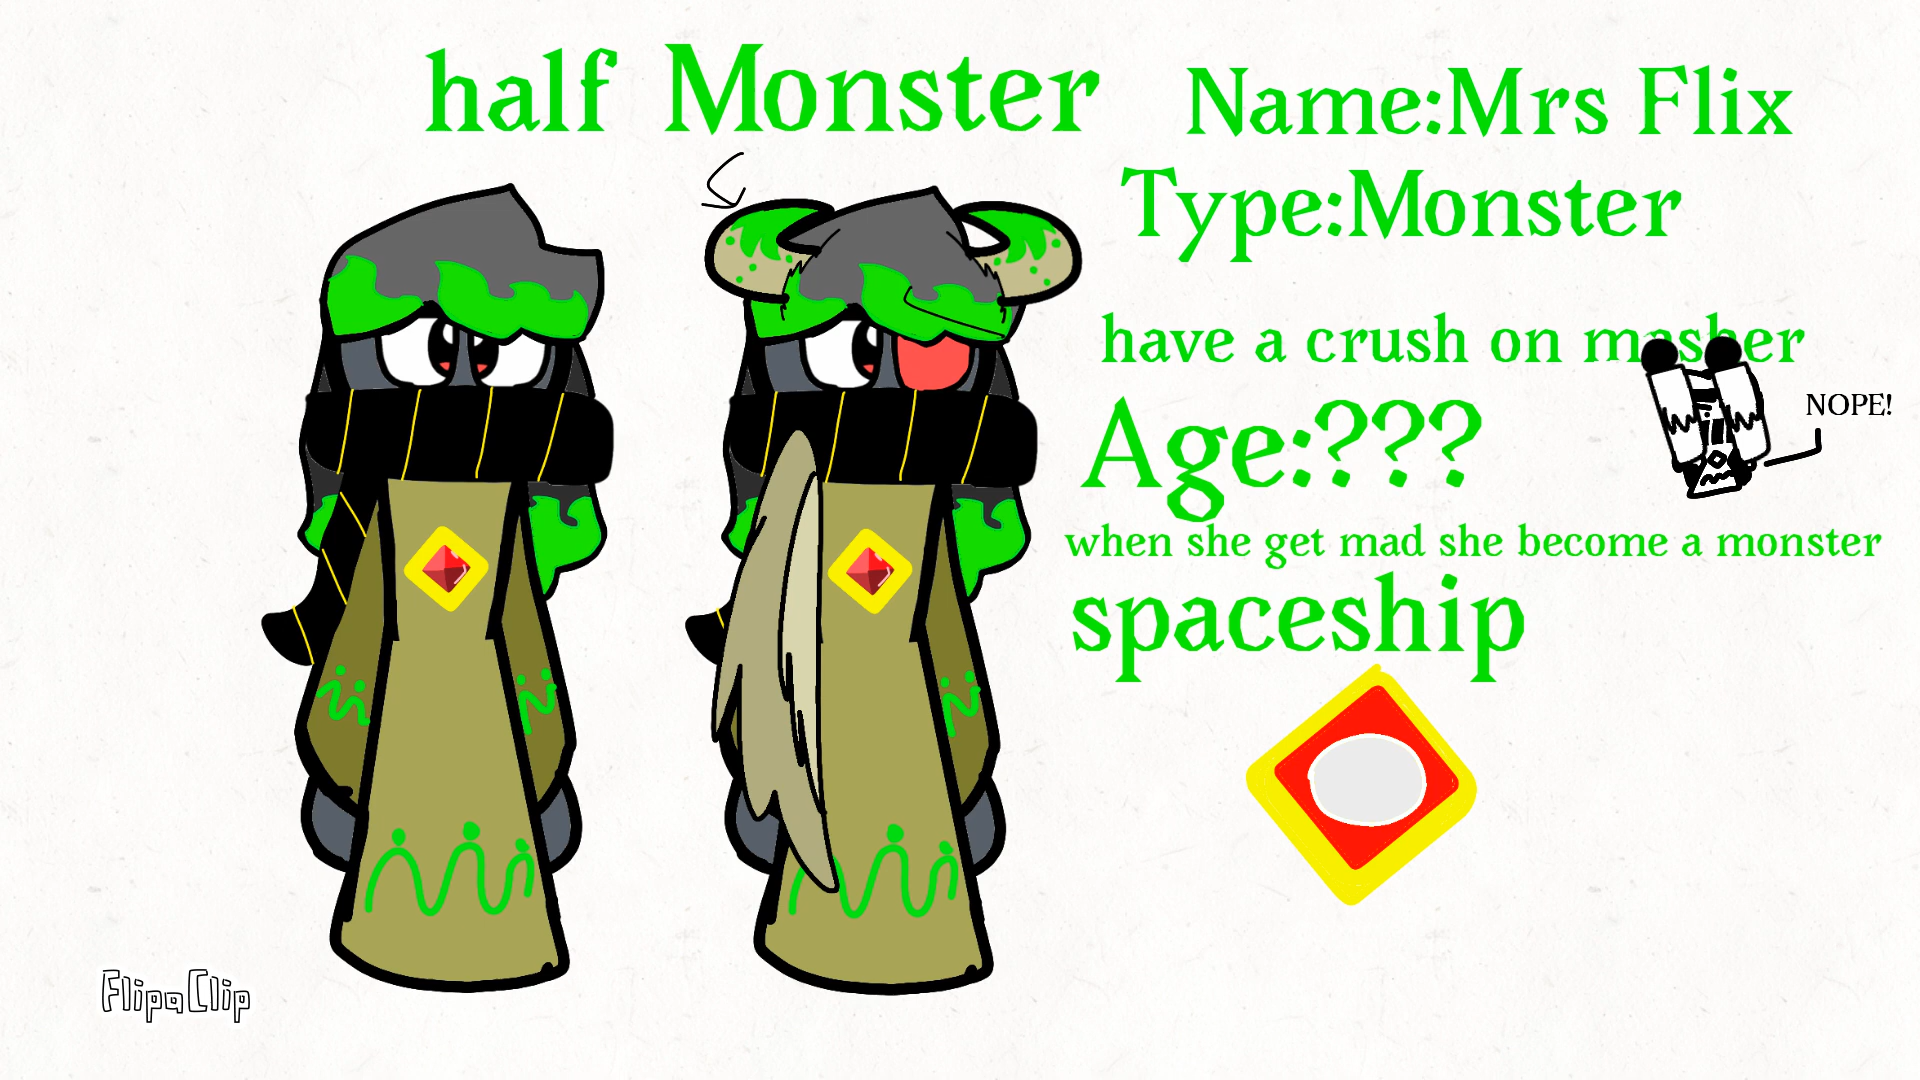 half Monster
Name:Mrs Flix
Type:Monster
have a crush on masher
NOPE!
Age:???
when she get mad she become a monster
spaceship
FlipaClip